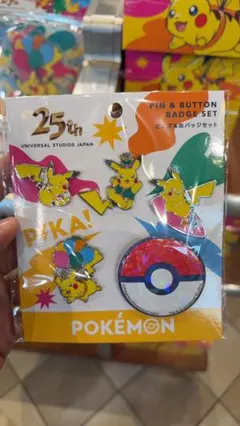 25th
UNIVERSAL STUDIOS JAPAN
PIN & BUTTON
BADGE SET
ピンズ&缶バッジセット
PIKA!
POKÉMON